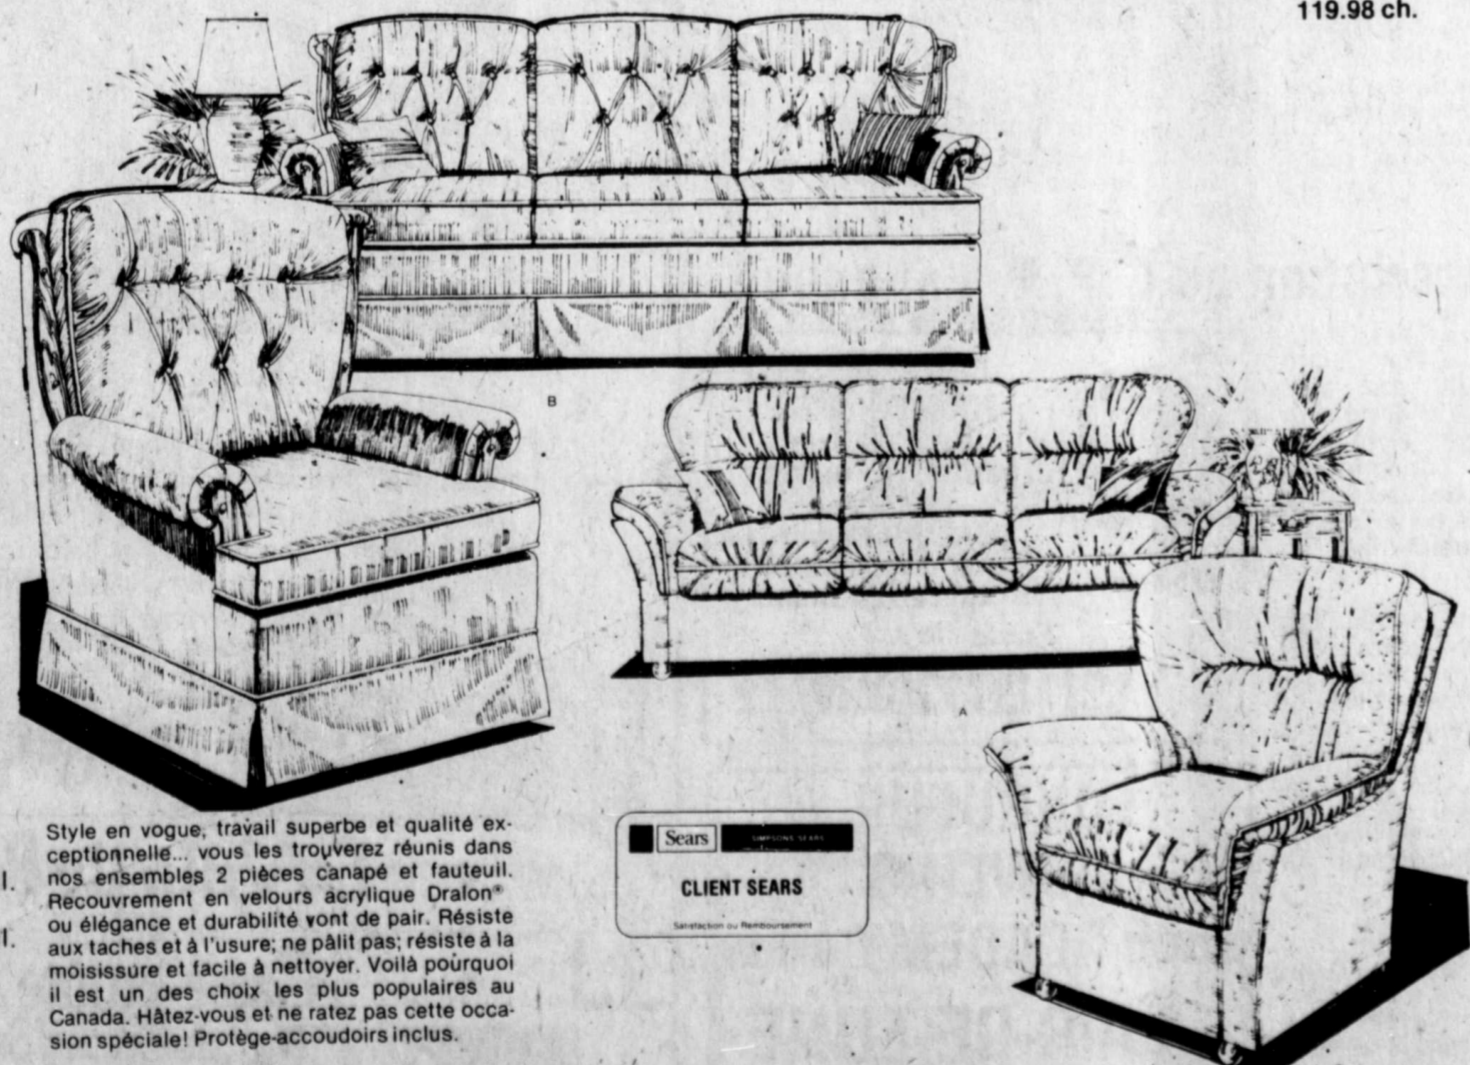 119.98 ch.
B
A
Style en vogue, travail superbe et qualité ex-
ceptionnelle... vous les trouverez réunis dans
nos ensembles 2 pièces canapé et fauteuil.
Recouvrement en velours acrylique Dralon*
ou élégance et durabilité vont de pair. Résiste
aux taches et à l'usure; ne pâlit pas; résiste à la
moisissure et facile à nettoyer. Voilà pourquoi
il est un des choix les plus populaires au
Canada. Hâtez-vous et ne ratez pas cette occa-
sion spéciale! Protège-accoudoirs inclus.
l.
l.
Sears SIMPSONS SEARS
CLIENT SEARS
Satisfaction ou Remboursement